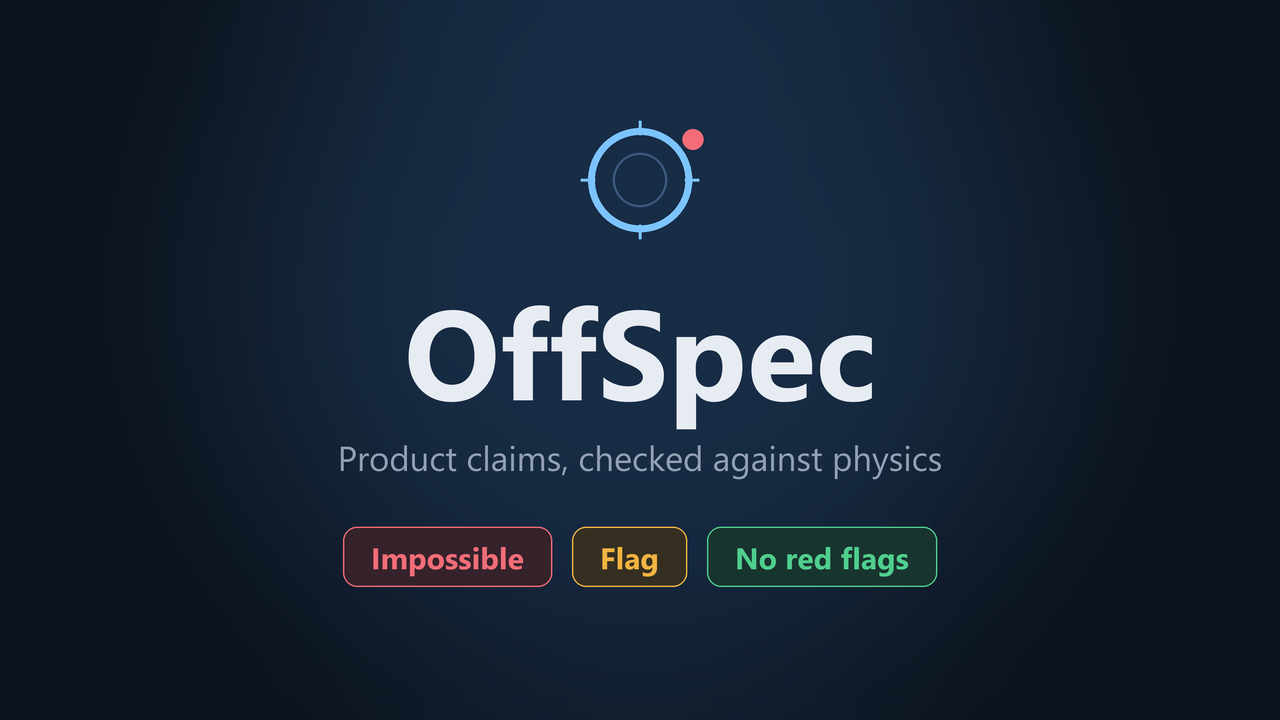 OffSpec
Product claims, checked against physics
Impossible Flag No red flags